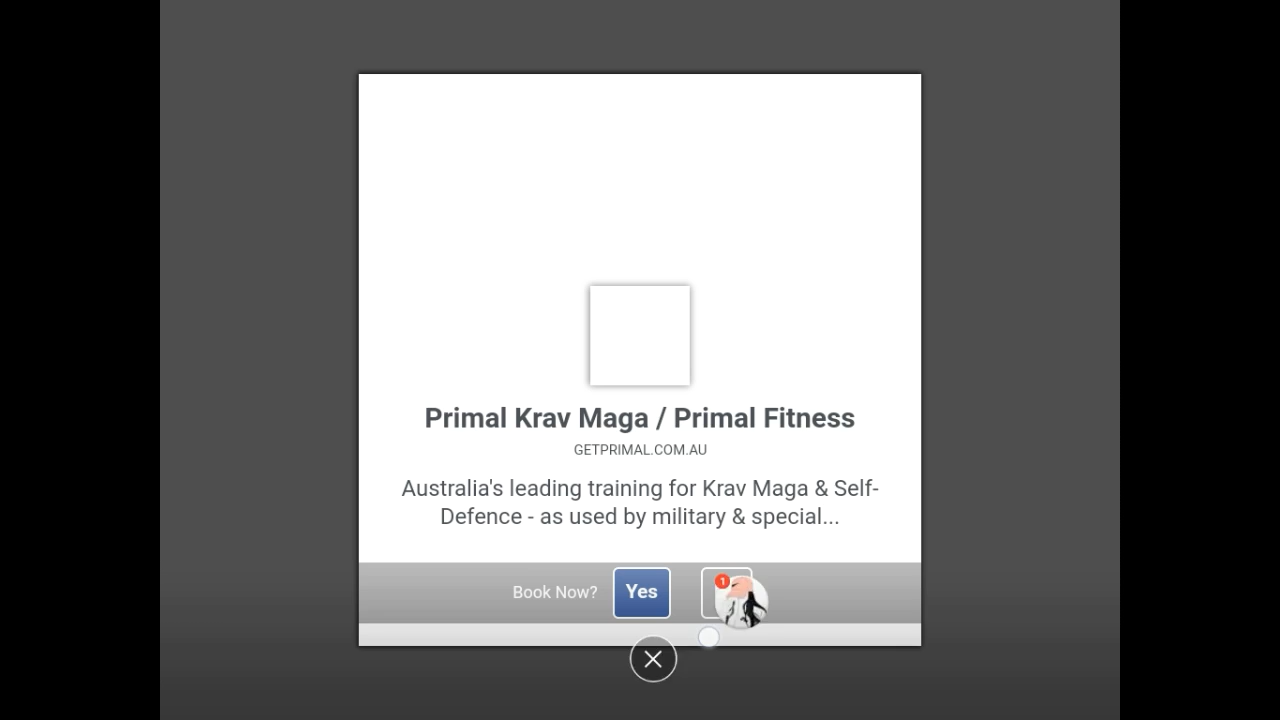 Primal Krav Maga / Primal Fitness
GETPRIMAL.COM.AU
Australia's leading training for Krav Maga & Self-
Defence - as used by military & special...
Book Now? Yes
1